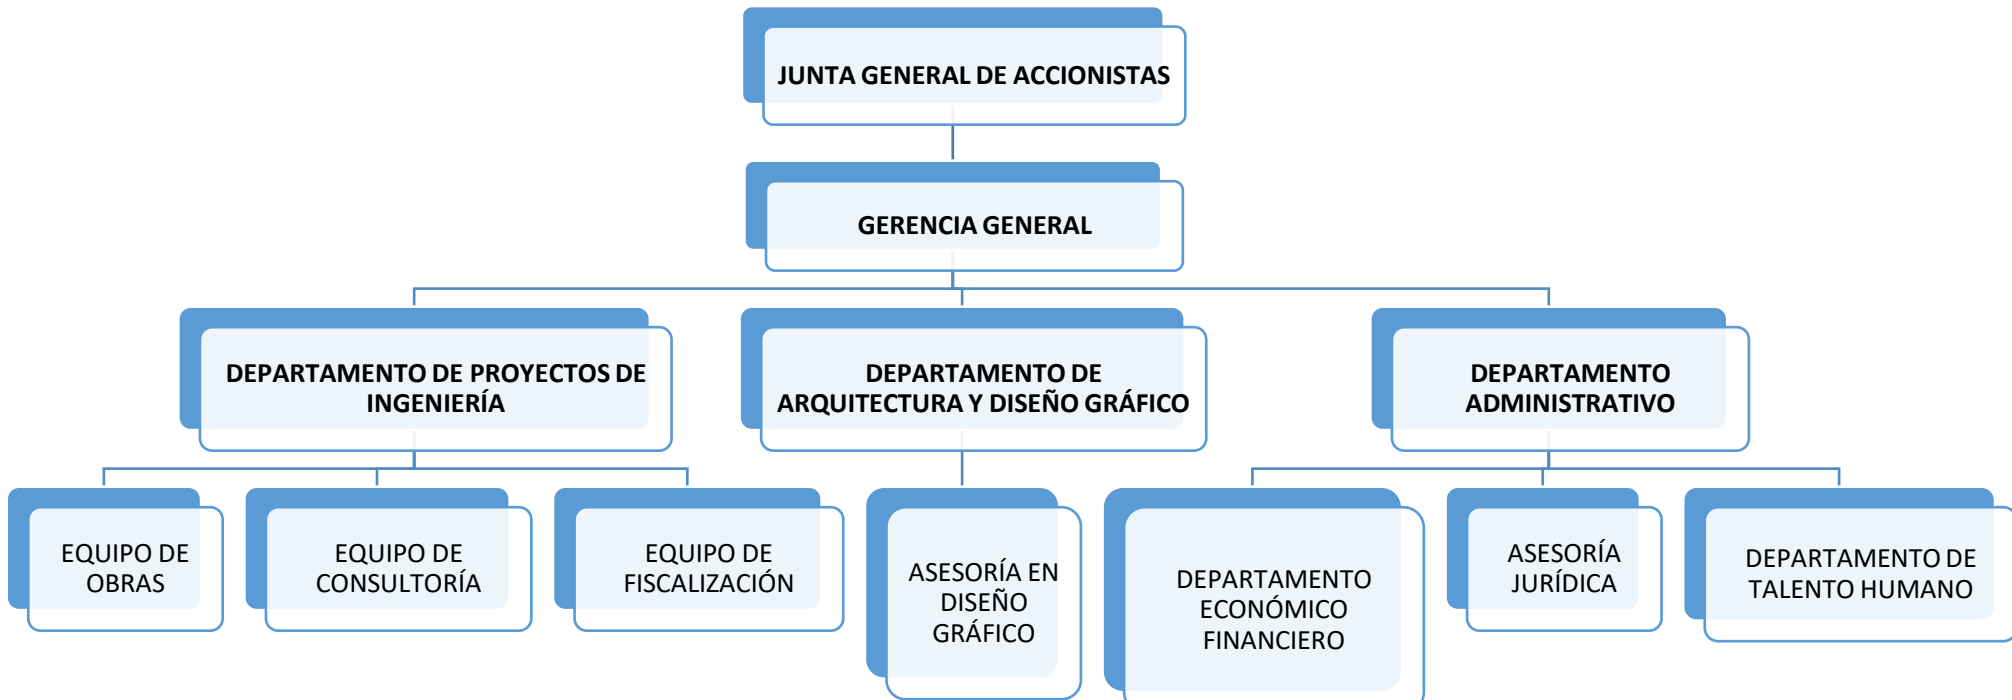 JUNTA GENERAL DE ACCIONISTAS
GERENCIA GENERAL
DEPARTAMENTO DE PROYECTOS DE
INGENIERÍA
DEPARTAMENTO DE
ARQUITECTURA Y DISEÑO GRÁFICO
DEPARTAMENTO
ADMINISTRATIVO
EQUIPO DE
OBRAS
EQUIPO DE
CONSULTORÍA
EQUIPO DE
FISCALIZACIÓN
ASESORÍA EN
DISEÑO
GRÁFICO
DEPARTAMENTO
ECONÓMICO
FINANCIERO
ASESORÍA
JURÍDICA
DEPARTAMENTO DE
TALENTO HUMANO